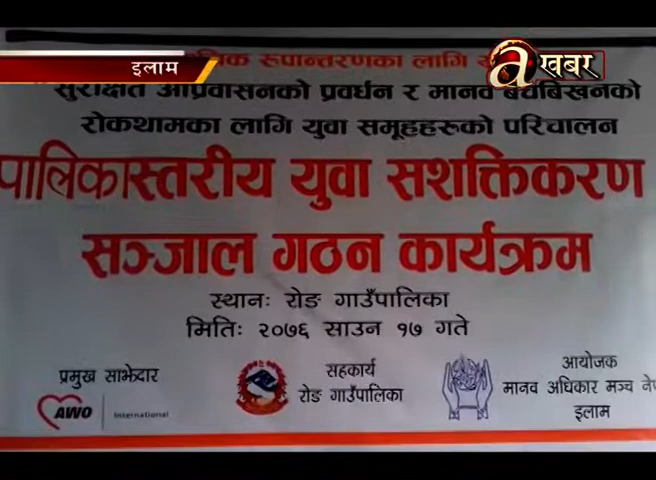 इलाम
a खबर
रुपान्तरणका लागि
सुरक्षित आप्रवासनको प्रवर्धन र मानव बेचबिखनको
रोकथामका लागि युवा समूहहरुको परिचालन
पालिकास्तरीय युवा सशक्तिकरण
सञ्जाल गठन कार्यक्रम
स्थानः रोङ गाउँपालिका
मितिः २०७६ साउन १७ गते
प्रमुख साझेदार
AWO International
सहकार्य
रोङ गाउँपालिका
आयोजक
मानव अधिकार मञ्च
इलाम